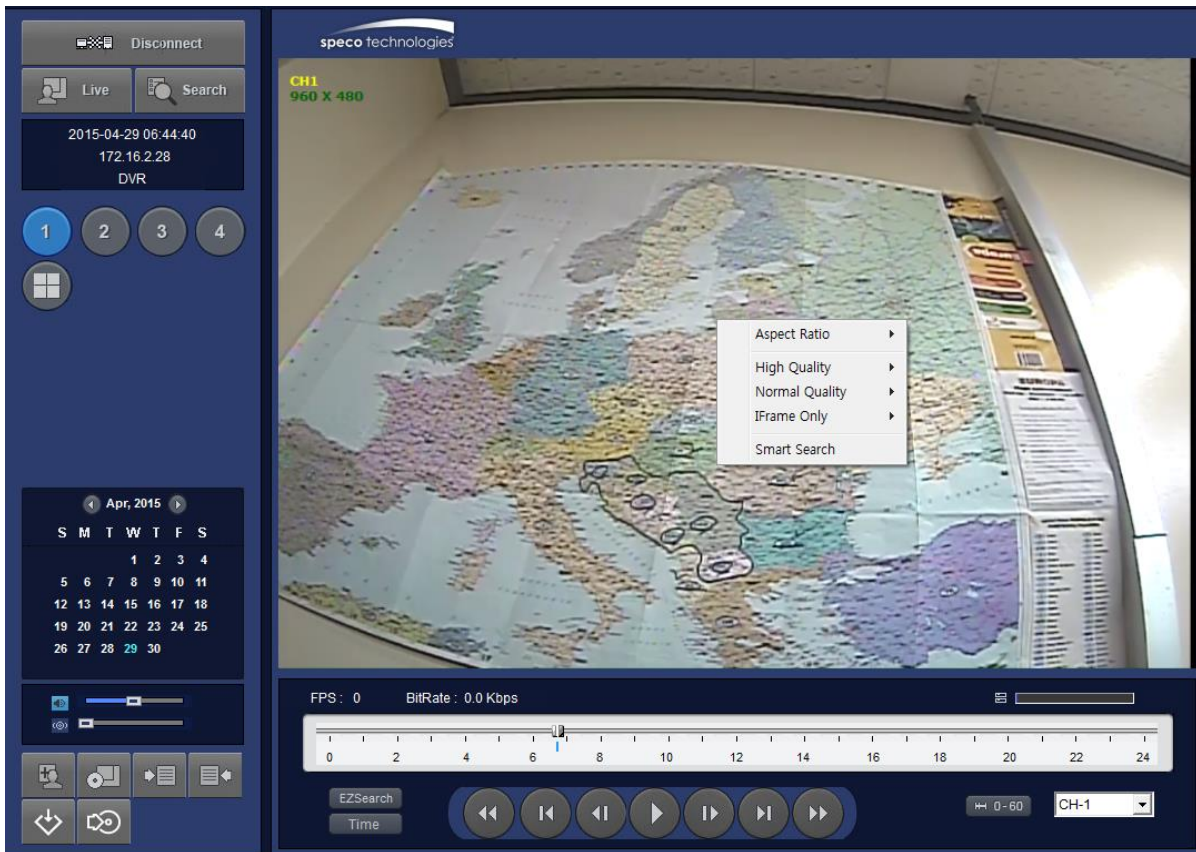 Disconnect
Live
Search
2015-04-29 06:44:40
172.16.2.28
DVR
1 2 3 4
Apr, 2015
S M T W T F S
1 2 3 4
5 6 7 8 9 10 11
12 13 14 15 16 17 18
19 20 21 22 23 24 25
26 27 28 29 30
speco technologies
CH1
960 X 480
Aspect Ratio
High Quality
Normal Quality
IFrame Only
Smart Search
EUROPA
FPS : 0 BitRate : 0.0 Kbps
0 2 4 6 8 10 12 14 16 18 20 22 24
EZSearch
Time
0-60
CH-1